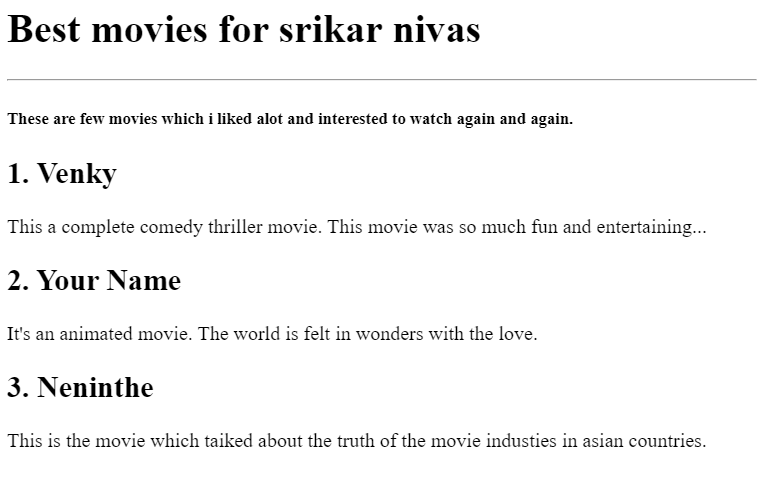 Best movies for srikar nivas
These are few movies which i liked alot and interested to watch again and again.
1. Venky
This a complete comedy thriller movie. This movie was so much fun and entertaining...
2. Your Name
It's an animated movie. The world is felt in wonders with the love.
3. Neninthe
This is the movie which taiked about the truth of the movie industies in asian countries.